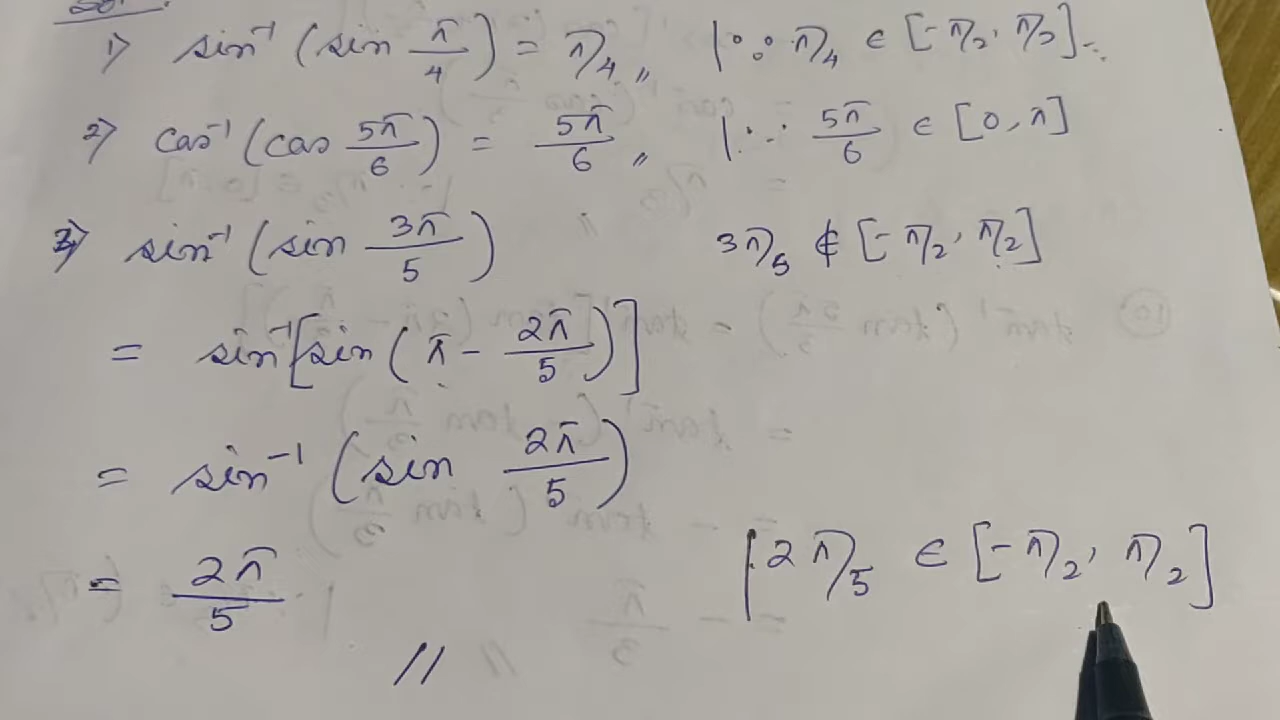 Sol:
1) sin⁻¹ (sin π/4) = π/4 ,, | ∵ π/4 ∈ [-π/2, π/2].
2) cos⁻¹ (cos 5π/6) = 5π/6 ,, | ∵ 5π/6 ∈ [0, π]
3) sin⁻¹ (sin 3π/5) 3π/5 ∉ [-π/2, π/2]
= sin⁻¹ [sin (π - 2π/5)]
= sin⁻¹ (sin 2π/5)
= 2π/5 // [2π/5 ∈ [-π/2, π/2]